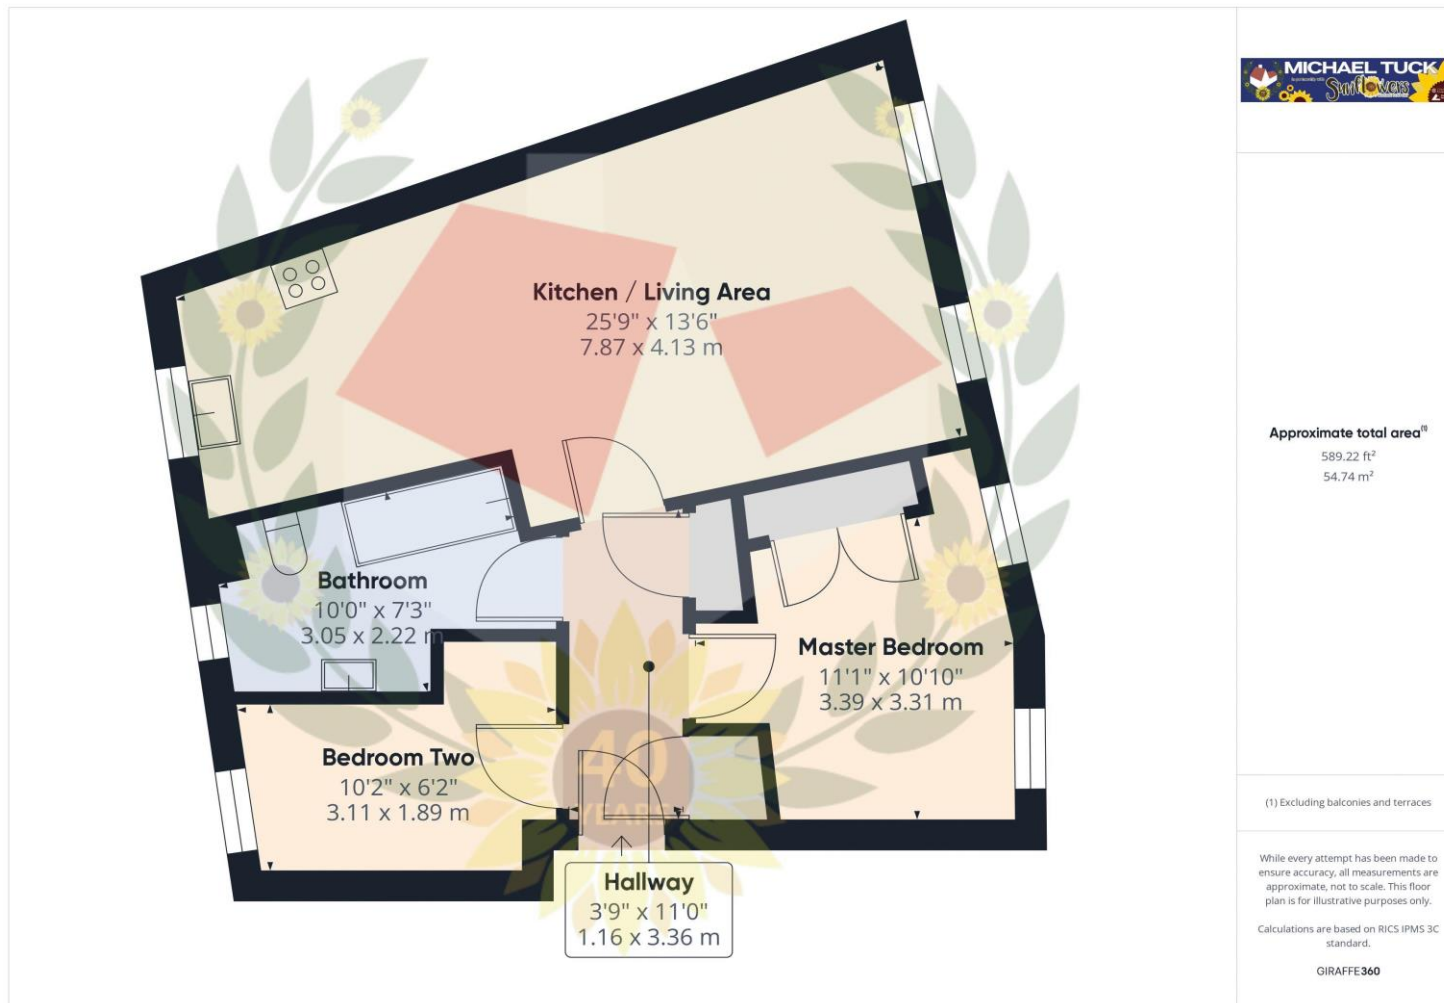 MICHAEL TUCK
Sunflowers
Kitchen / Living Area
25'9" x 13'6"
7.87 x 4.13 m
Approximate total area(1)
589.22 ft²
54.74 m²
Bathroom
10'0" x 7'3"
3.05 x 2.22 m
Master Bedroom
11'1" x 10'10"
3.39 x 3.31 m
Bedroom Two
10'2" x 6'2"
3.11 x 1.89 m
40
YEARS
Hallway
3'9" x 11'0"
1.16 x 3.36 m
(1) Excluding balconies and terraces
While every attempt has been made to
ensure accuracy, all measurements are
approximate, not to scale. This floor
plan is for illustrative purposes only.
Calculations are based on RICS IPMS 3C
standard.
GIRAFFE360